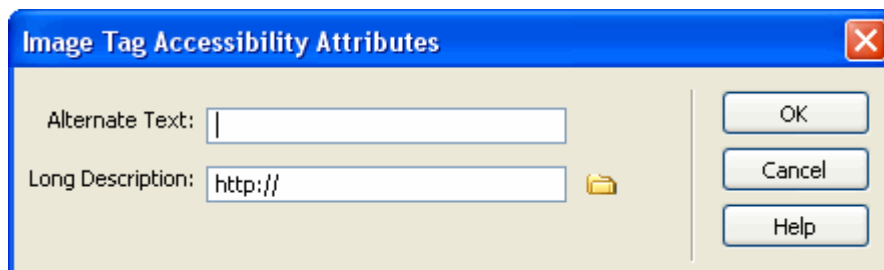 Image Tag Accessibility Attributes
Alternate Text:
OK
Long Description: http://
Cancel
Help